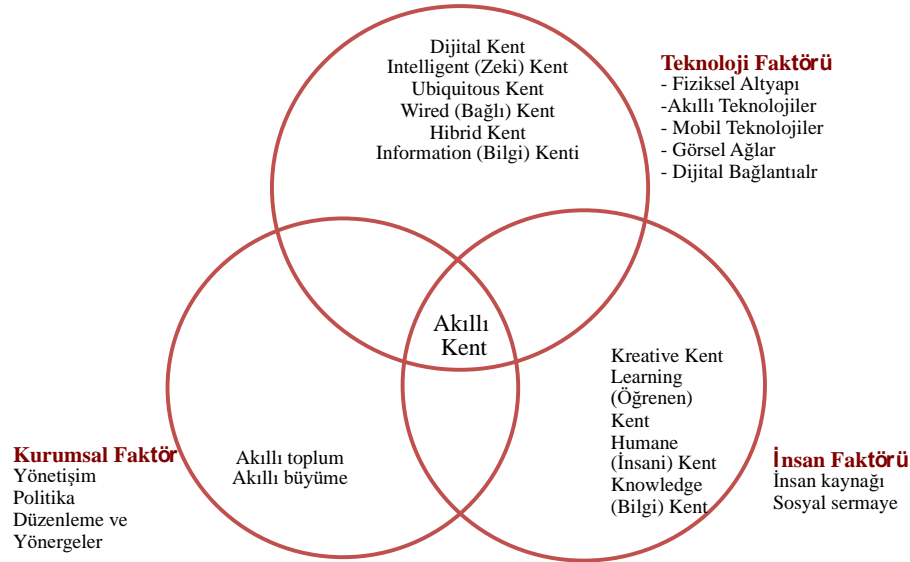 Dijital Kent
Intelligent (Zeki) Kent
Ubiquitous Kent
Wired (Bağlı) Kent
Hibrid Kent
Information (Bilgi) Kenti
Teknoloji Faktörü
- Fiziksel Altyapı
-Akıllı Teknolojiler
- Mobil Teknolojiler
- Görsel Ağlar
- Dijital Bağlantıalr
Akıllı
Kent
Kreative Kent
Learning
(Öğrenen)
Kent
Humane
(İnsani) Kent
Knowledge
(Bilgi) Kent
Kurumsal Faktör
Yönetişim
Politika
Düzenleme ve
Yönergeler
Akıllı toplum
Akıllı büyüme
İnsan Faktörü
İnsan kaynağı
Sosyal sermaye